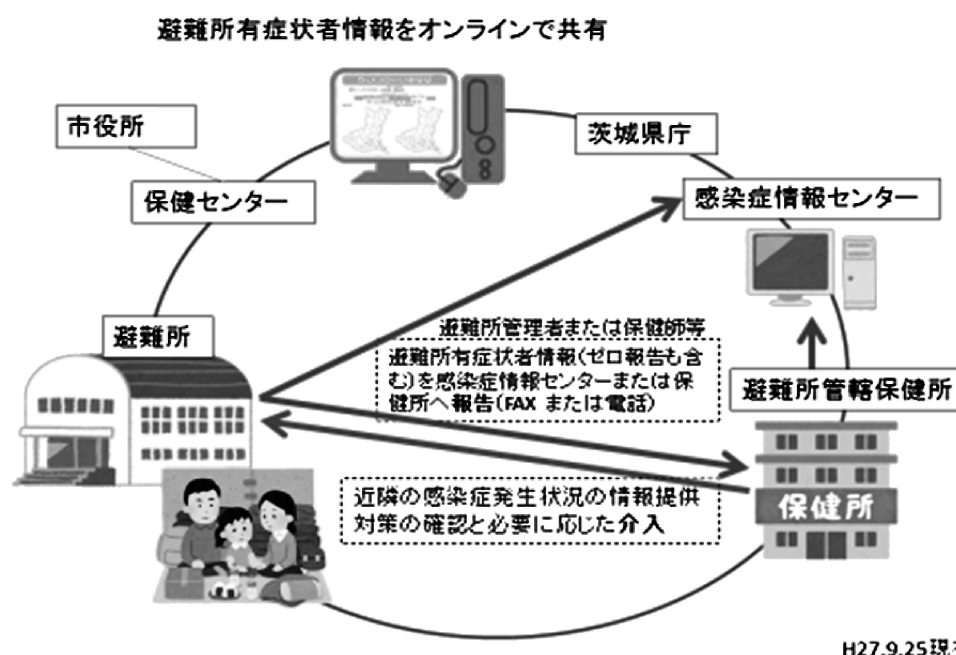 避難所有症状者情報をオンラインで共有
市役所
茨城県庁
保健センター
感染症情報センター
避難所
避難所管理者または保健師等
避難所有症状者情報(ゼロ報告も含
む)を感染症情報センターまたは保
健所へ報告(FAX または電話)
避難所管轄保健所
近隣の感染症発生状況の情報提供
対策の確認と必要に応じた介入
保健所
H27.9.25現